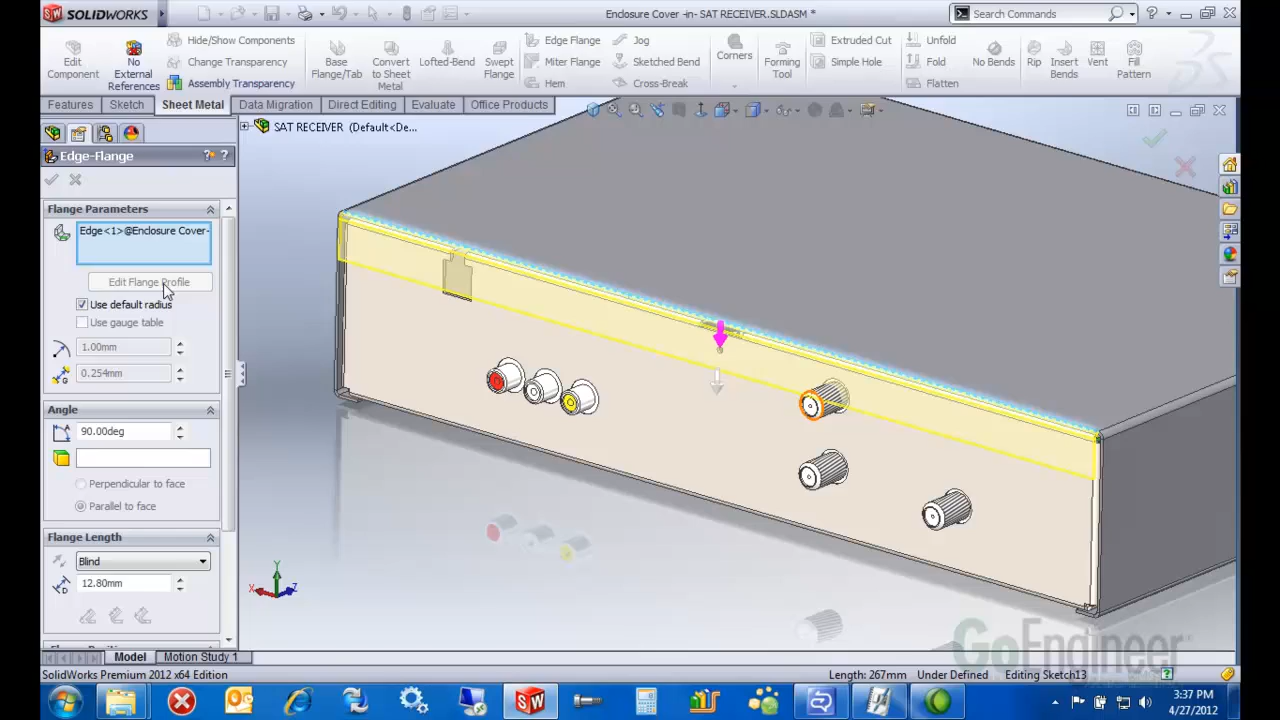 SOLIDWORKS
Enclosure Cover -in- SAT RECEIVER.SLDASM *
Search Commands
Edit Component
No External References
Hide/Show Components
Change Transparency
Assembly Transparency
Base Flange/Tab
Convert to Sheet Metal
Lofted-Bend
Swept Flange
Edge Flange
Miter Flange
Hem
Jog
Sketched Bend
Cross-Break
Corners
Forming Tool
Extruded Cut
Simple Hole
Unfold
Fold
Flatten
No Bends
Rip
Insert Bends
Vent
Fill Pattern
Features
Sketch
Sheet Metal
Data Migration
Direct Editing
Evaluate
Office Products
SAT RECEIVER (Default<De...
Edge-Flange
Flange Parameters
Edge<1>@Enclosure Cover-
Edit Flange Profile
Use default radius
Use gauge table
1.00mm
0.254mm
Angle
90.00deg
Perpendicular to face
Parallel to face
Flange Length
Blind
12.80mm
Y
X
Z
GoEngineer
Model
Motion Study 1
SolidWorks Premium 2012 x64 Edition
Length: 267mm
Under Defined
Editing Sketch13
3:37 PM
4/27/2012